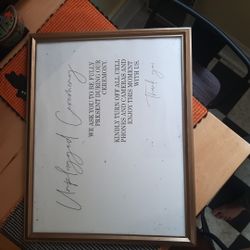 Unplugged Ceremony
WE ASK YOU TO BE FULLY
PRESENT DURING OUR
CEREMONY.
KINDLY TURN OFF ALL CELL
PHONES AND CAMERAS AND
ENJOY THIS MOMENT
WITH US.
Thank you